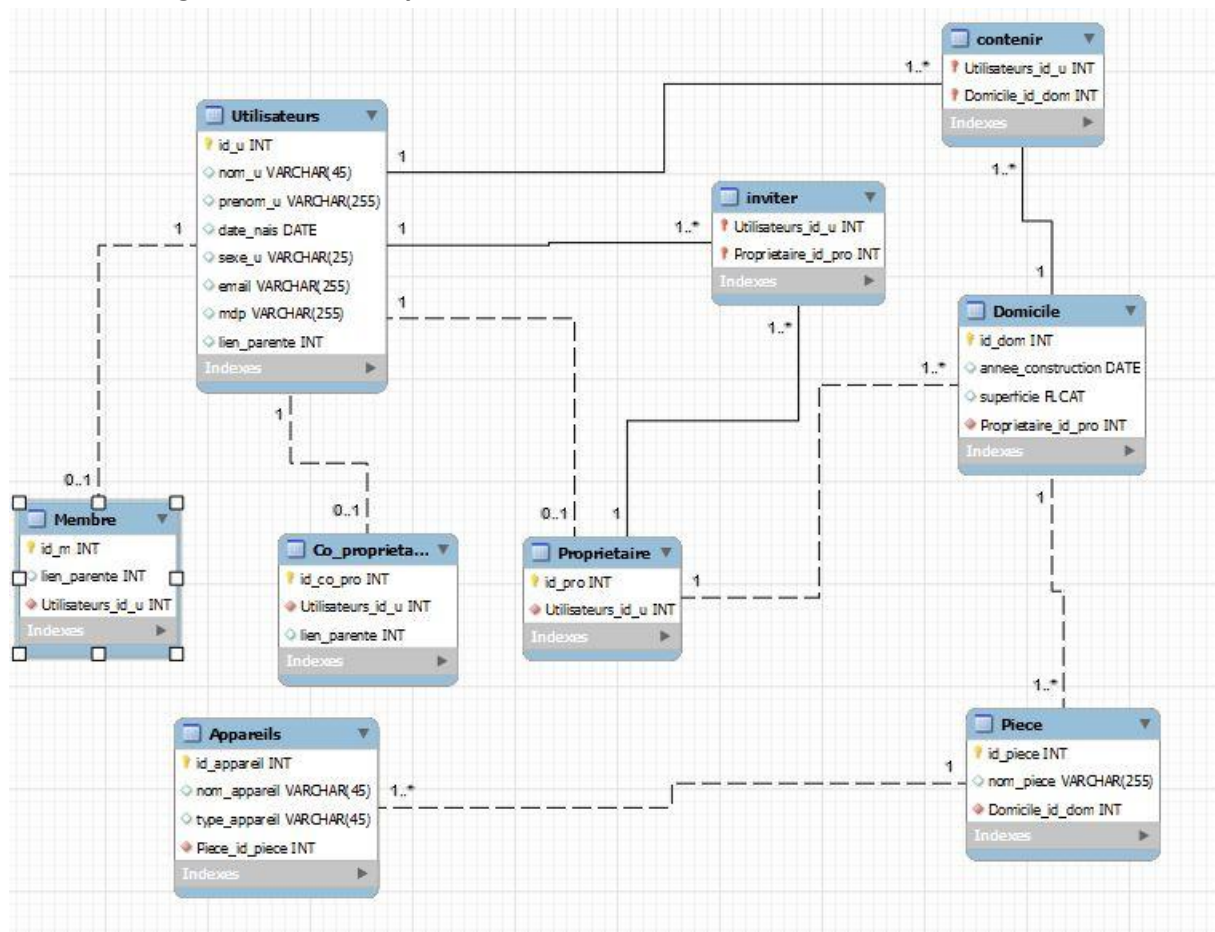 contenir
1..*
Utilisateurs_id_u INT
Domicile_id_dom INT
Indexes
1..*
Utilisateurs
id_u INT
nom_u VARCHAR(45)
prenom_u VARCHAR(255)
date_nais DATE
sexe_u VARCHAR(25)
email VARCHAR(255)
mdp VARCHAR(255)
lien_parente INT
Indexes
1
1
1
1
1
inviter
1..*
Utilisateurs_id_u INT
Proprietaire_id_pro INT
Indexes
1..*
1
Domicile
1..*
id_dom INT
annee_construction DATE
superficie FLOAT
Proprietaire_id_pro INT
Indexes
1
0..1
Membre
id_m INT
lien_parente INT
Utilisateurs_id_u INT
Indexes
0..1
Co_proprieta...
id_co_pro INT
Utilisateurs_id_u INT
lien_parente INT
Indexes
0..1
1
Proprietaire
id_pro INT
1
Utilisateurs_id_u INT
Indexes
1..*
Appareils
id_appareil INT
nom_appareil VARCHAR(45)
1..*
type_appareil VARCHAR(45)
Piece_id_piece INT
Indexes
Piece
1
id_piece INT
nom_piece VARCHAR(255)
Domicile_id_dom INT
Indexes